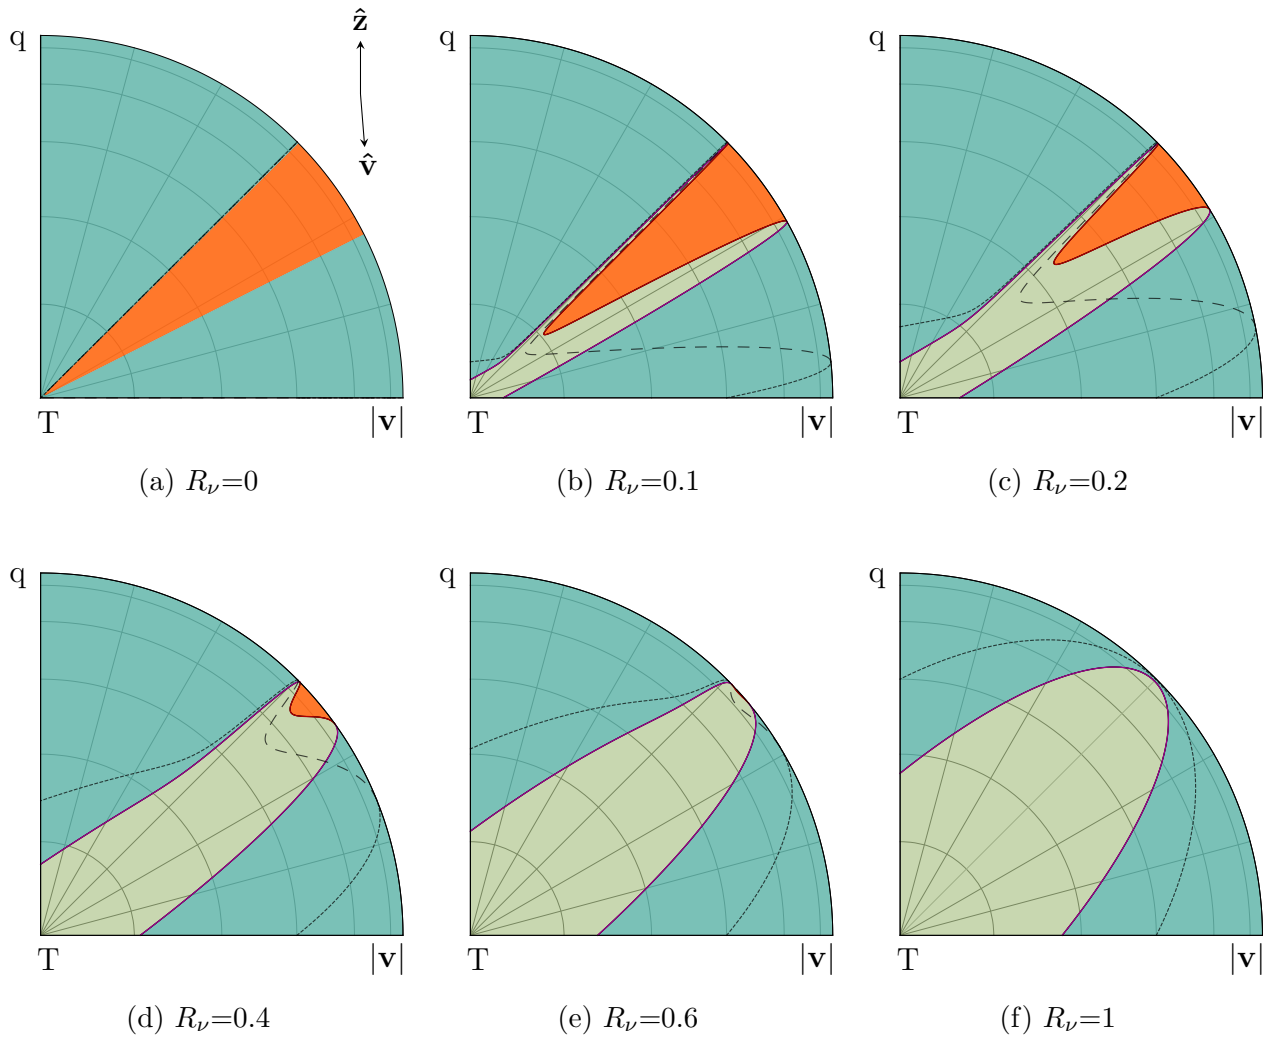 q ẑ q q
v̂
T |v| T |v| T |v|
(a) R_ν=0 (b) R_ν=0.1 (c) R_ν=0.2
q q q
T |v| T |v| T |v|
(d) R_ν=0.4 (e) R_ν=0.6 (f) R_ν=1